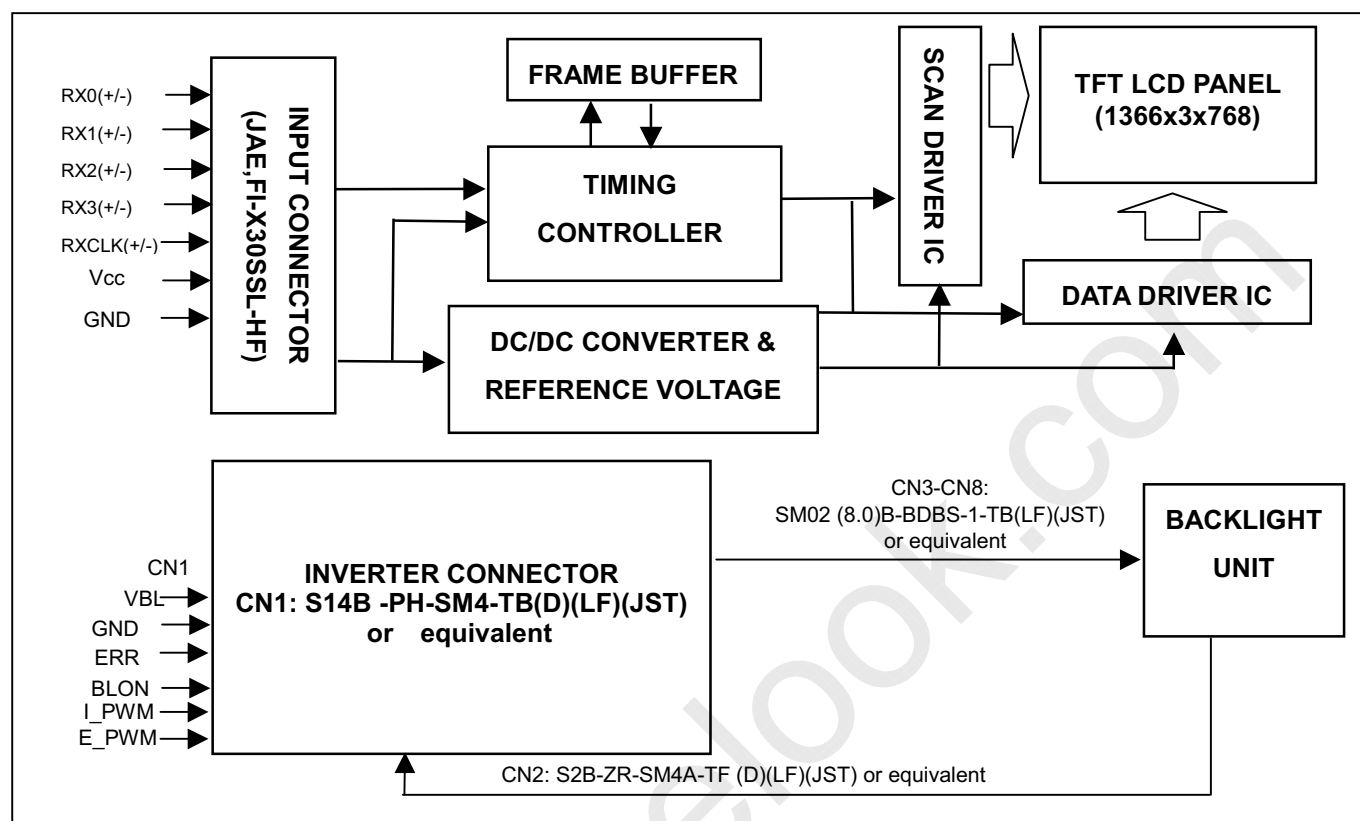 FRAME BUFFER
SCAN DRIVER IC
TFT LCD PANEL
(1366x3x768)
RX0(+/-)
RX1(+/-)
RX2(+/-)
RX3(+/-)
RXCLK(+/-)
Vcc
GND
INPUT CONNECTOR
(JAE,FI-X30SSL-HF)
TIMING
CONTROLLER
DATA DRIVER IC
DC/DC CONVERTER &
REFERENCE VOLTAGE
CN1
VBL
GND
ERR
BLON
I_PWM
E_PWM
INVERTER CONNECTOR
CN1: S14B -PH-SM4-TB(D)(LF)(JST)
or equivalent
CN3-CN8:
SM02 (8.0)B-BDBS-1-TB(LF)(JST)
or equivalent
BACKLIGHT
UNIT
CN2: S2B-ZR-SM4A-TF (D)(LF)(JST) or equivalent
elook.com